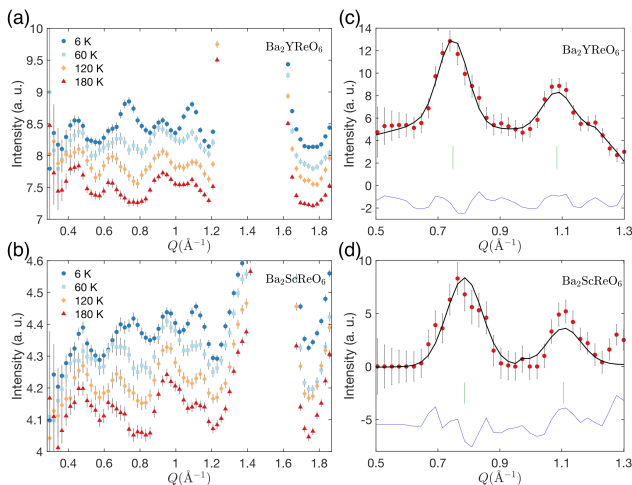 (a)
Ba2YReO6
6 K
60 K
120 K
180 K
Intensity (a. u.)
10
9.5
9
8.5
8
7.5
7
0.4 0.6 0.8 1 1.2 1.4 1.6 1.8
Q(Å⁻¹)
(c)
Ba2YReO6
Intensity (a. u.)
14
12
10
8
6
4
2
0
-2
0.5 0.7 0.9 1.1 1.3
Q(Å⁻¹)
(b)
Ba2ScReO6
6 K
60 K
120 K
180 K
Intensity (a. u.)
4.6
4.5
4.4
4.3
4.2
4.1
4
0.4 0.6 0.8 1 1.2 1.4 1.6 1.8
Q(Å⁻¹)
(d)
Ba2ScReO6
Intensity (a. u.)
10
5
0
-5
0.5 0.7 0.9 1.1 1.3
Q(Å⁻¹)